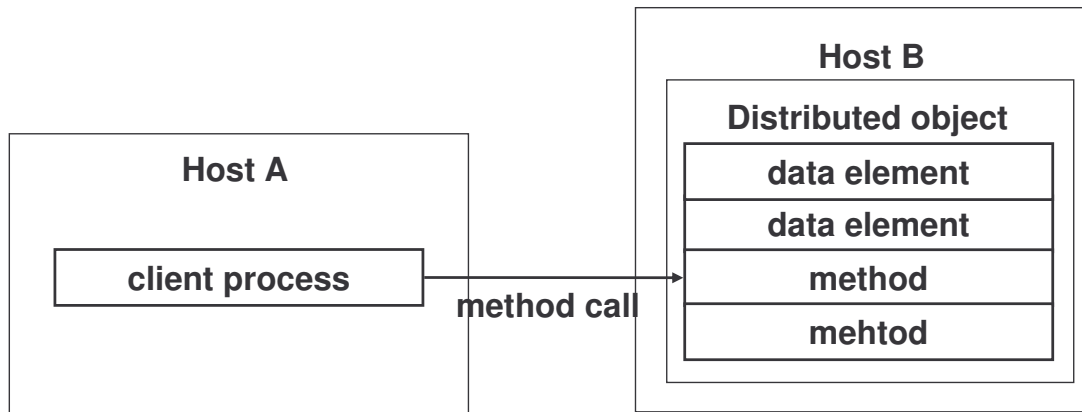 Host A
client process
method call
Host B
Distributed object
data element
data element
method
mehtod